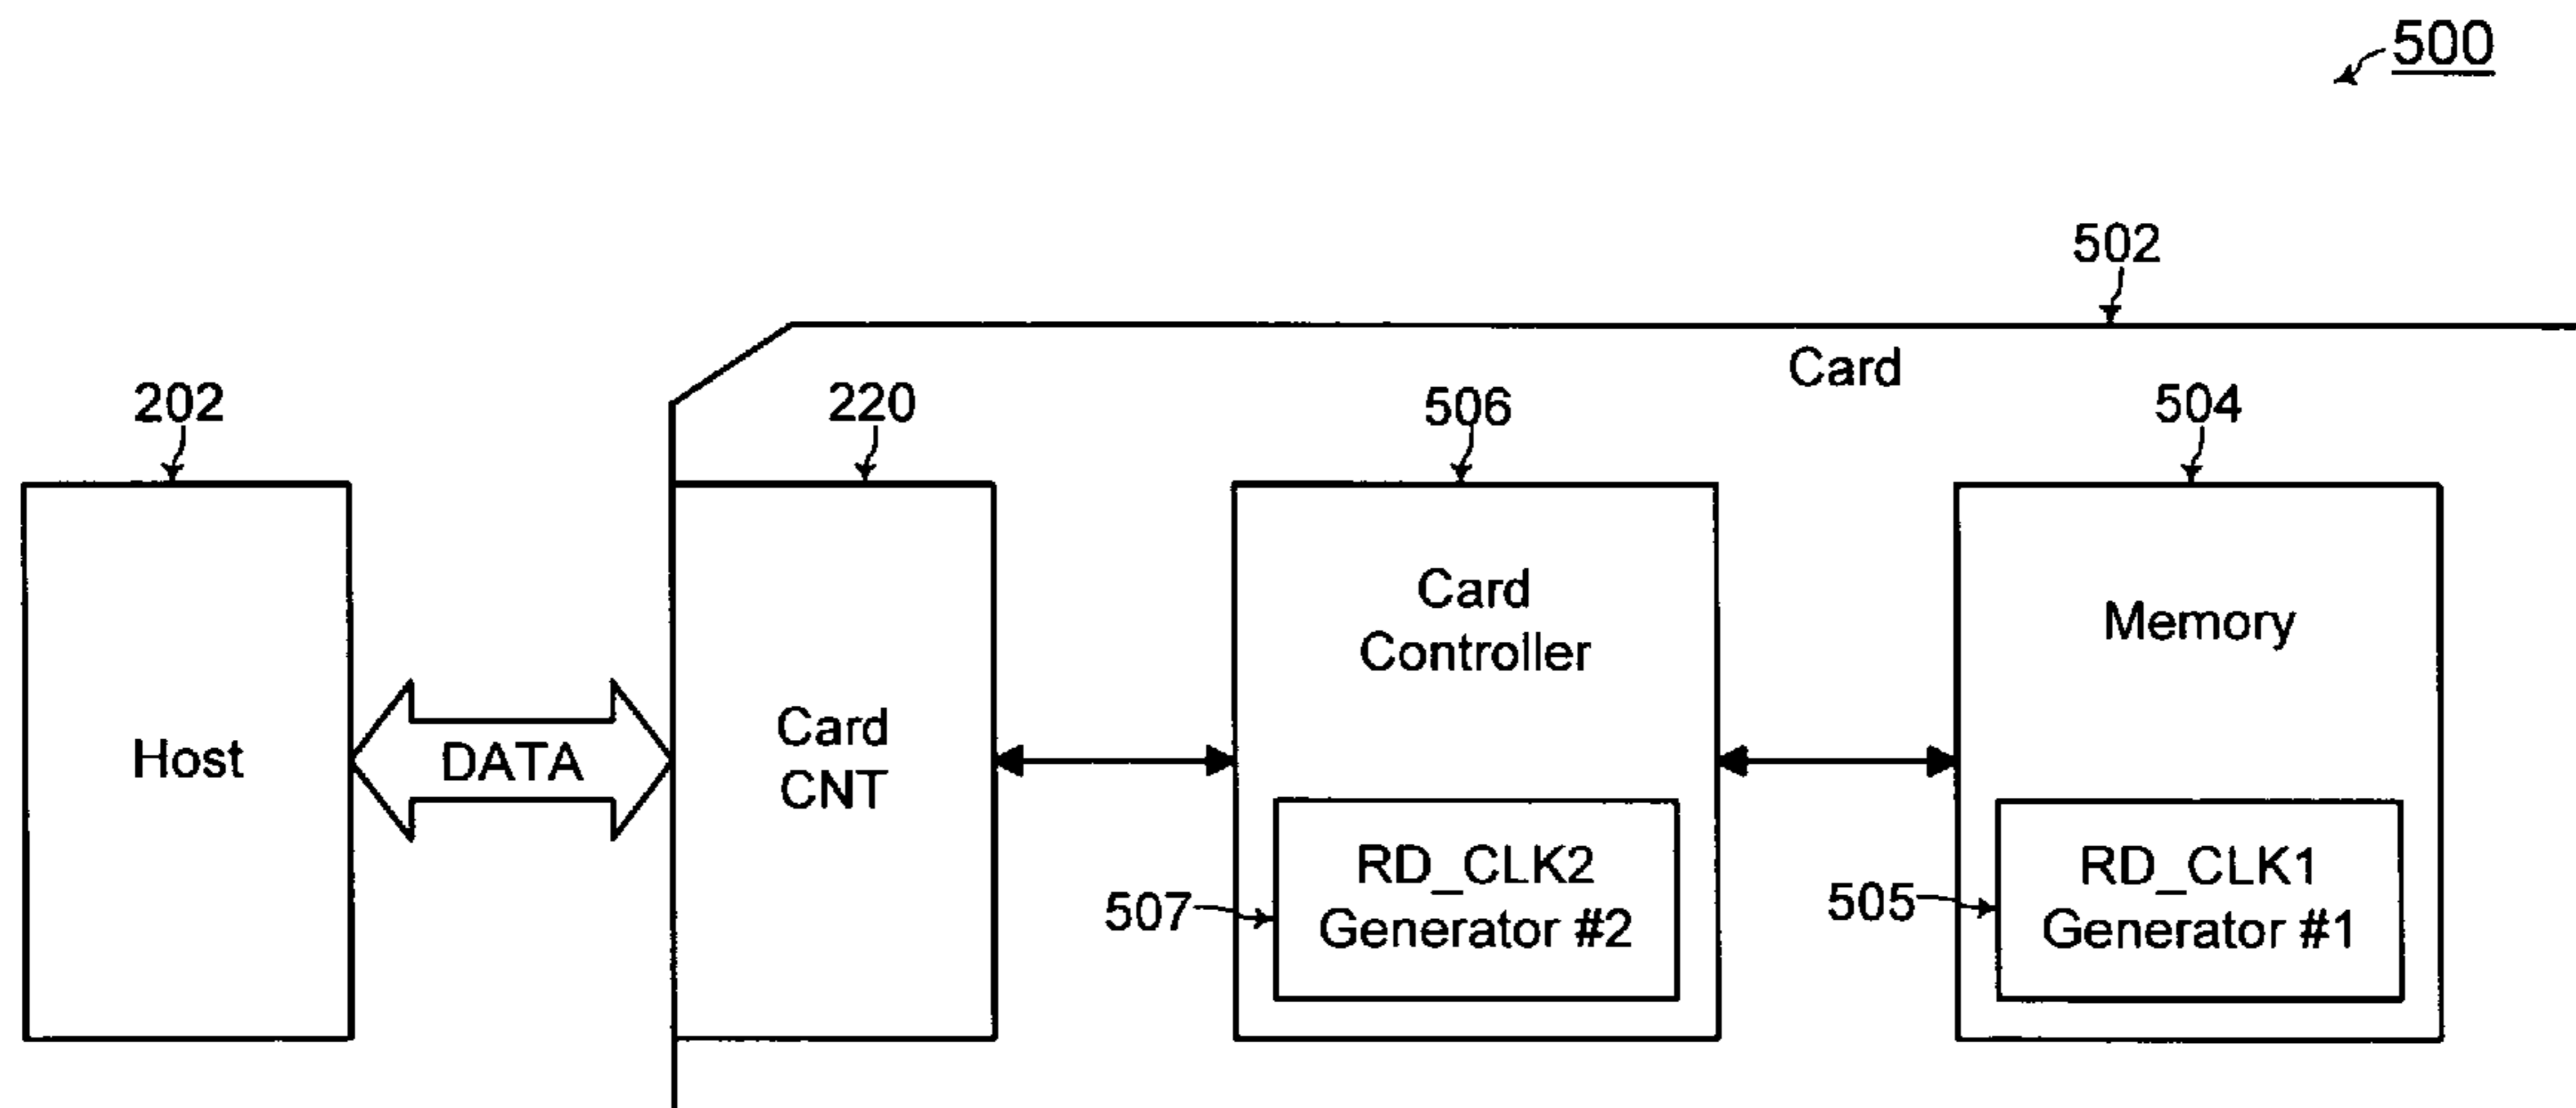 500
502
Card
202
220
506
504
Host
DATA
Card
CNT
Card
Controller
Memory
507
RD_CLK2
Generator #2
505
RD_CLK1
Generator #1